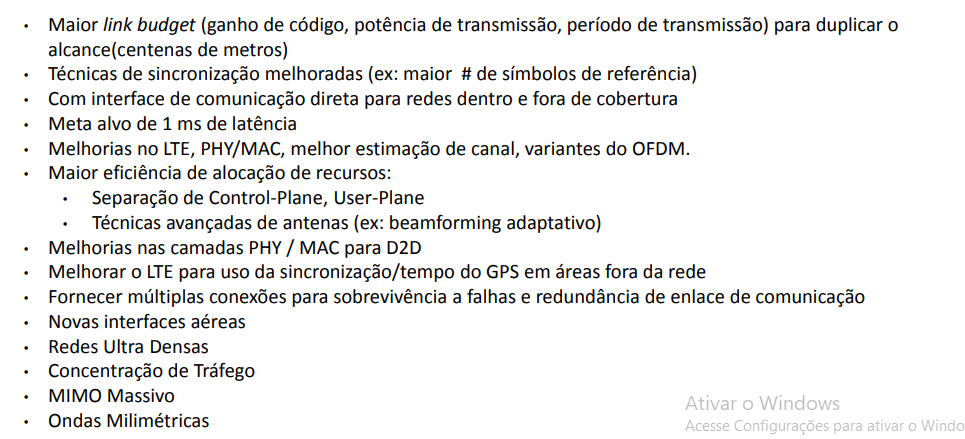 • Maior link budget (ganho de código, potência de transmissão, período de transmissão) para duplicar o
alcance(centenas de metros)
• Técnicas de sincronização melhoradas (ex: maior # de símbolos de referência)
• Com interface de comunicação direta para redes dentro e fora de cobertura
• Meta alvo de 1 ms de latência
• Melhorias no LTE, PHY/MAC, melhor estimação de canal, variantes do OFDM.
• Maior eficiência de alocação de recursos:
• Separação de Control-Plane, User-Plane
• Técnicas avançadas de antenas (ex: beamforming adaptativo)
• Melhorias nas camadas PHY / MAC para D2D
• Melhorar o LTE para uso da sincronização/tempo do GPS em áreas fora da rede
• Fornecer múltiplas conexões para sobrevivência a falhas e redundância de enlace de comunicação
• Novas interfaces aéreas
• Redes Ultra Densas
• Concentração de Tráfego
• MIMO Massivo
• Ondas Milimétricas
Ativar o Windows
Acesse Configurações para ativar o Windo